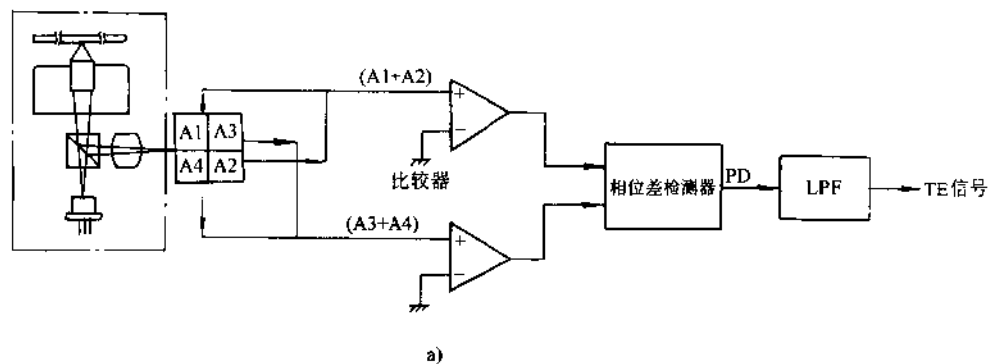 (A1+A2)
+
−
A1 A3
A4 A2
比较器
相位差检测器
PD
LPF
TE信号
(A3+A4)
+
−
a)